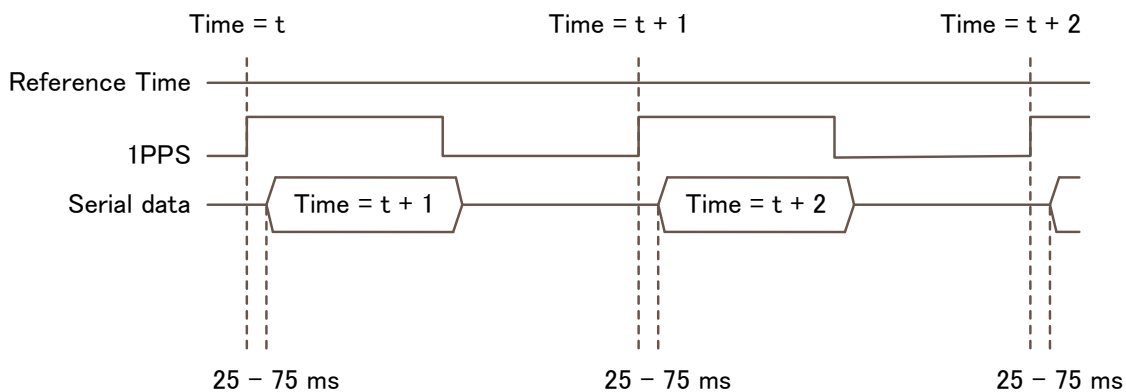 Time = t
Time = t + 1
Time = t + 2
Reference Time
1PPS
Serial data
Time = t + 1
Time = t + 2
25 – 75 ms
25 – 75 ms
25 – 75 ms